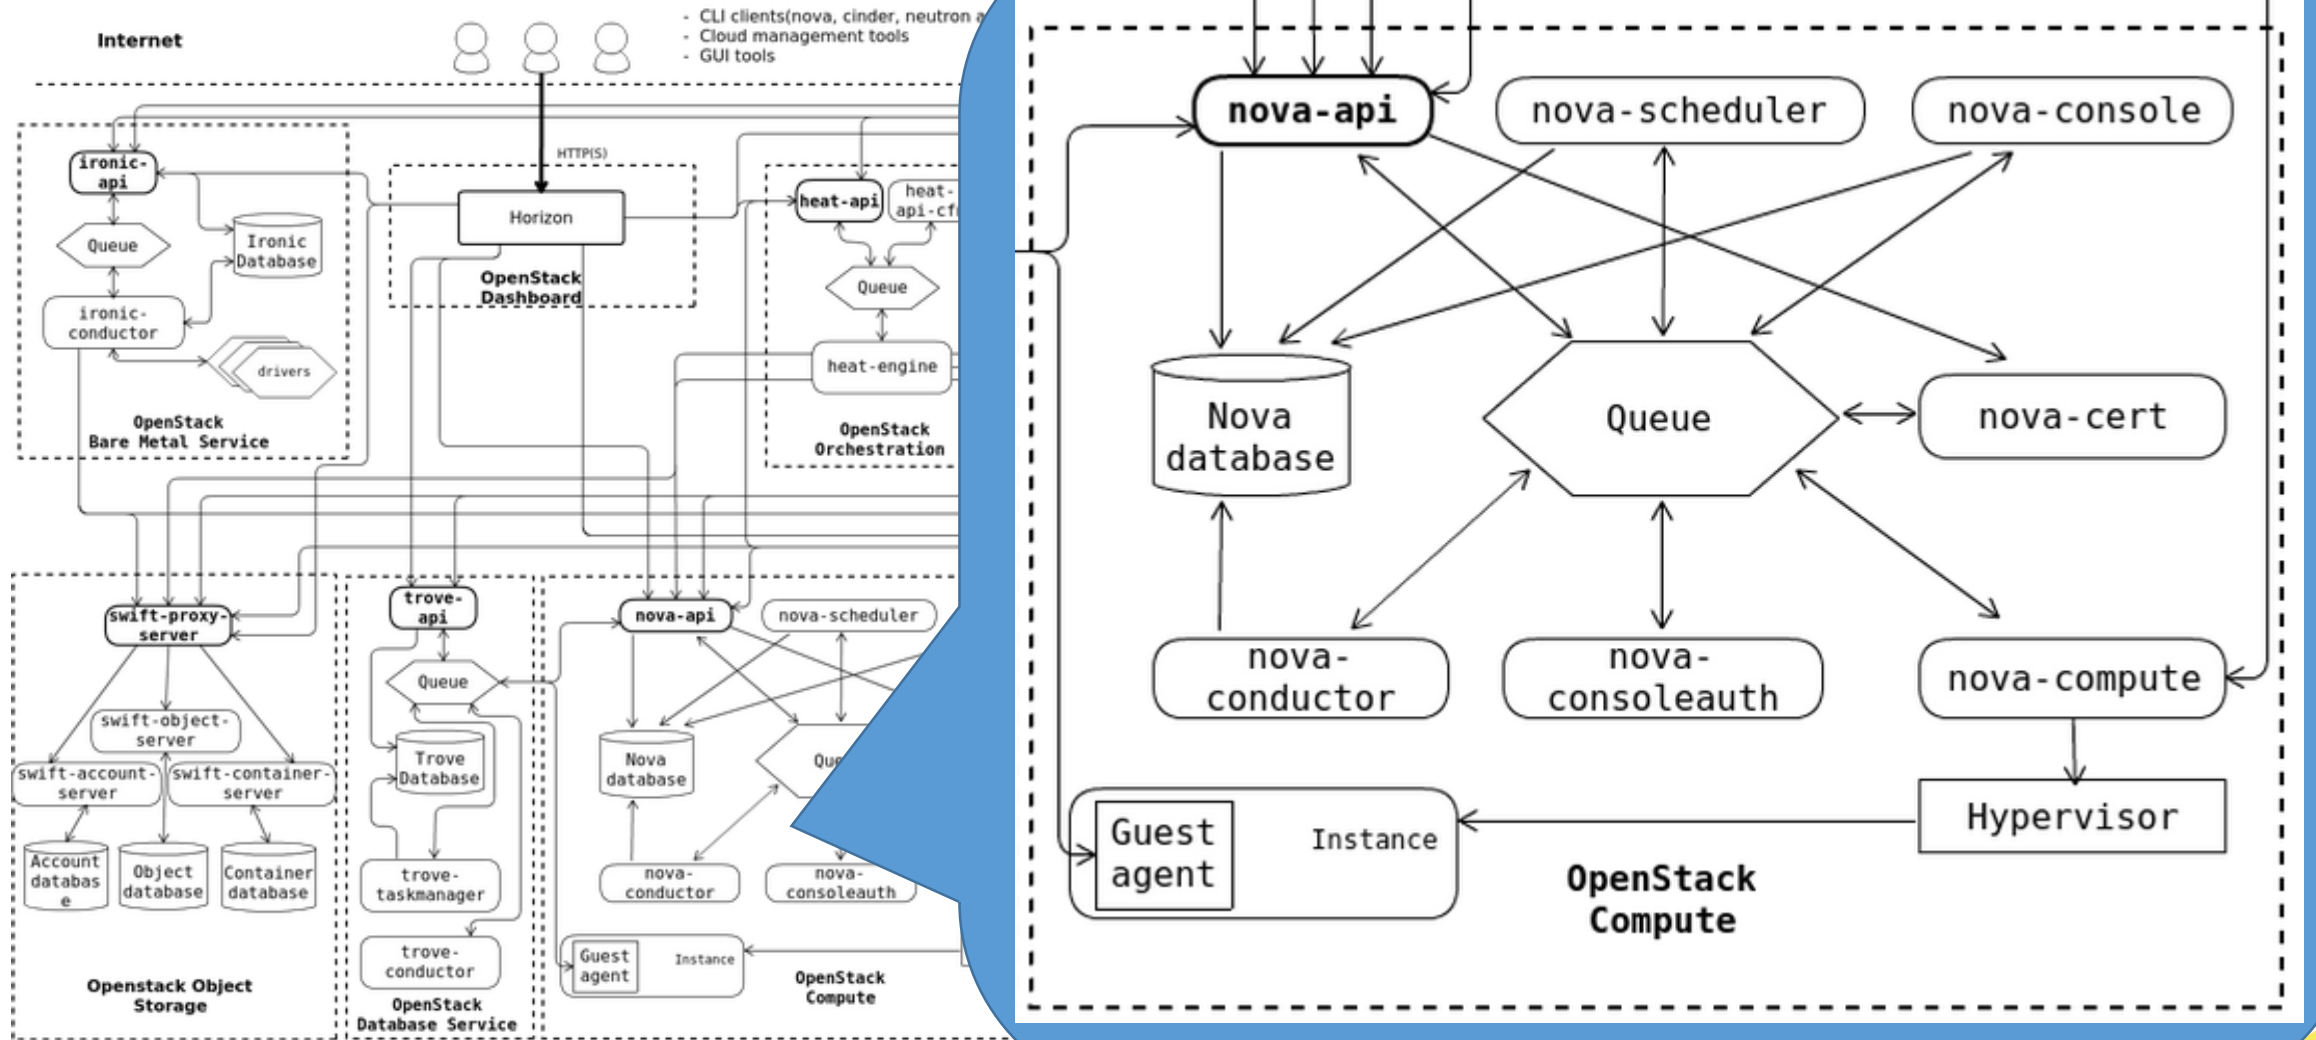 Internet
- CLI clients(nova, cinder, neutron a
- Cloud management tools
- GUI tools
HTTP(S)
ironic-
api
Queue
Ironic
Database
ironic-
conductor
drivers
OpenStack
Bare Metal Service
Horizon
OpenStack
Dashboard
heat-api
heat-
api-cf
Queue
heat-engine
OpenStack
Orchestration
swift-proxy-
server
swift-object-
server
swift-account-
server
swift-container-
server
Account
databas
e
Object
database
Container
database
Openstack Object
Storage
trove-
api
Queue
Trove
Database
trove-
taskmanager
trove-
conductor
OpenStack
Database Service
nova-api
nova-scheduler
Nova
database
Que
nova-
conductor
nova-
consoleauth
Guest
agent
Instance
OpenStack
Compute
nova-api
nova-scheduler
nova-console
Nova
database
Queue
nova-cert
nova-
conductor
nova-
consoleauth
nova-compute
Guest
agent
Instance
Hypervisor
OpenStack
Compute